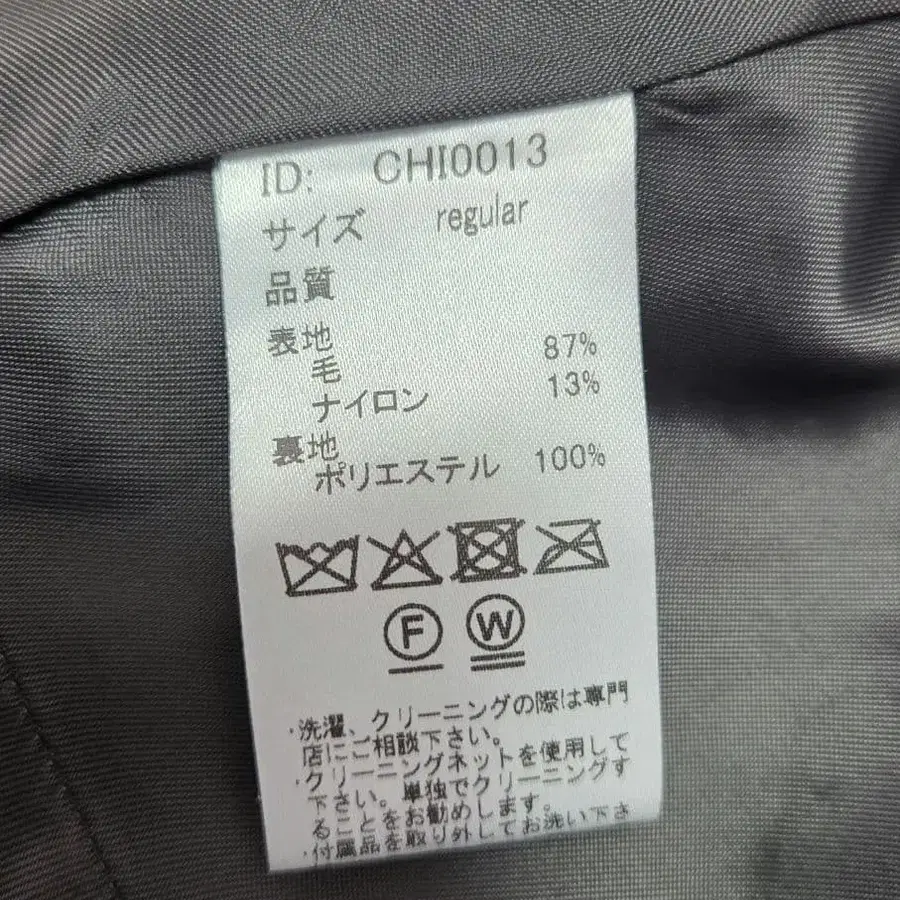 ID: CHI0013
サイズ regular
品質
表地
毛 87%
ナイロン 13%
裏地
ポリエステル 100%
F W
・洗濯、クリーニングの際は専門
店にご相談下さい。
・クリーニングネットを使用して
下さい。単独でクリーニングす
ることをお勧めします。
・付属品を取り外してお洗い下さ